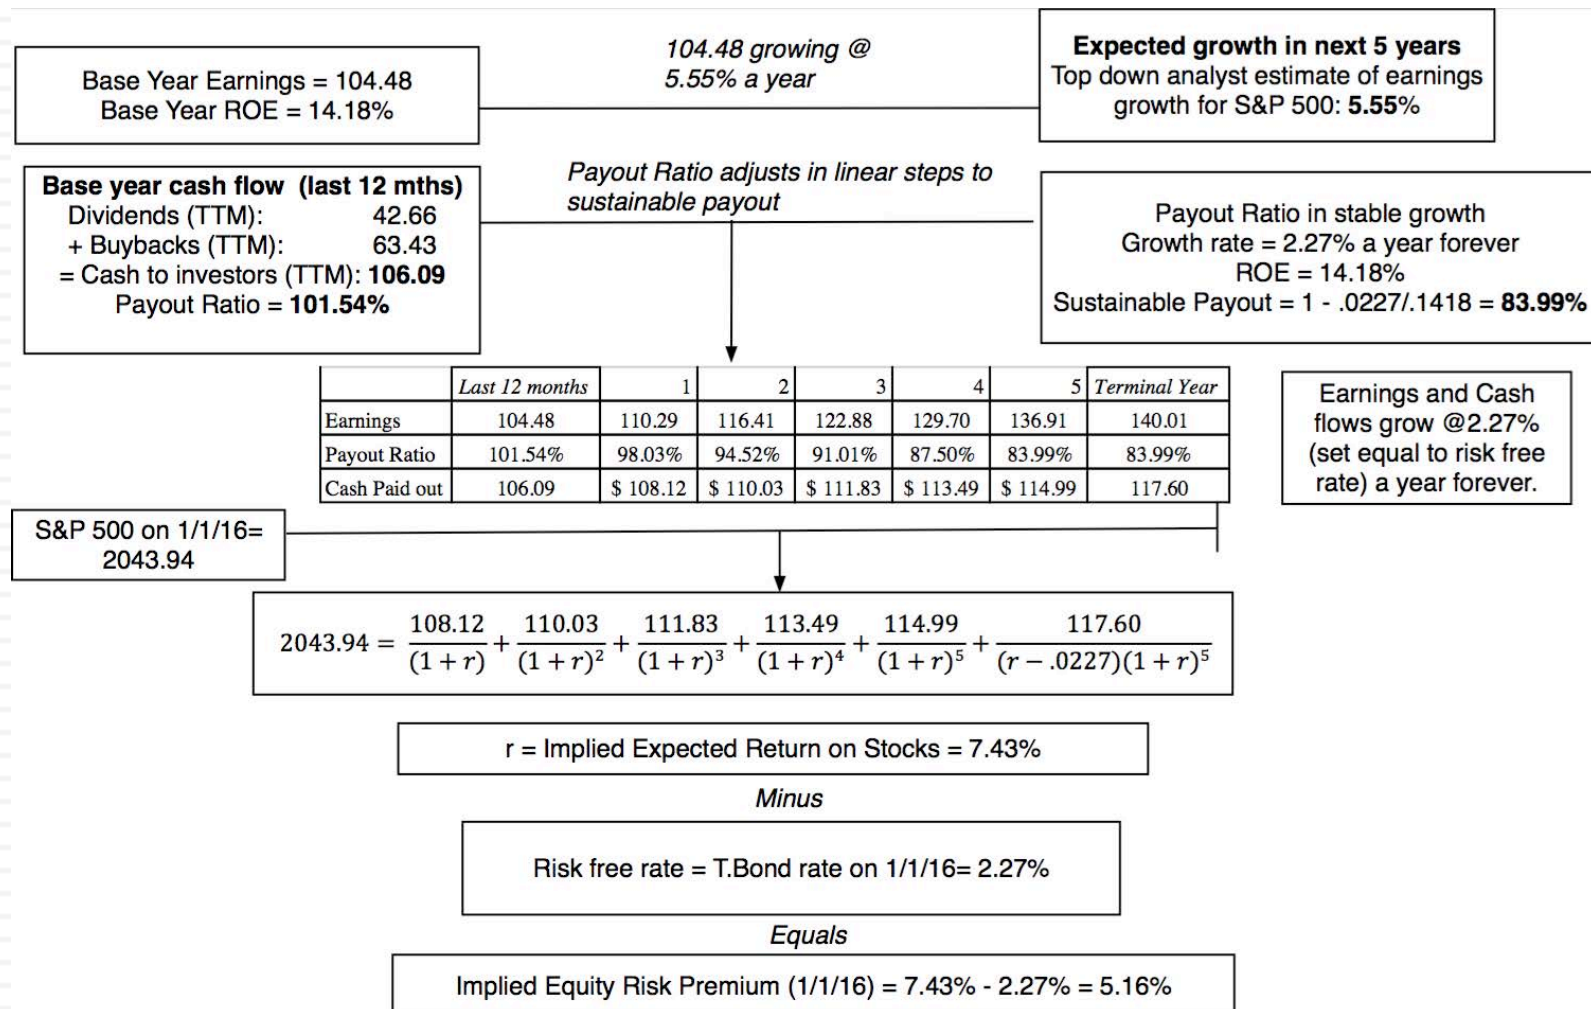 Base Year Earnings = 104.48
Base Year ROE = 14.18%
104.48 growing @
5.55% a year
Expected growth in next 5 years
Top down analyst estimate of earnings
growth for S&P 500: 5.55%
Base year cash flow (last 12 mths)
Dividends (TTM): 42.66
+ Buybacks (TTM): 63.43
= Cash to investors (TTM): 106.09
Payout Ratio = 101.54%
Payout Ratio adjusts in linear steps to
sustainable payout
Payout Ratio in stable growth
Growth rate = 2.27% a year forever
ROE = 14.18%
Sustainable Payout = 1 - .0227/.1418 = 83.99%
Last 12 months 1 2 3 4 5 Terminal Year
Earnings 104.48 110.29 116.41 122.88 129.70 136.91 140.01
Payout Ratio 101.54% 98.03% 94.52% 91.01% 87.50% 83.99% 83.99%
Cash Paid out 106.09 $ 108.12 $ 110.03 $ 111.83 $ 113.49 $ 114.99 117.60
Earnings and Cash
flows grow @2.27%
(set equal to risk free
rate) a year forever.
S&P 500 on 1/1/16=
2043.94
2043.94 = 108.12/(1 + r) + 110.03/(1 + r)² + 111.83/(1 + r)³ + 113.49/(1 + r)⁴ + 114.99/(1 + r)⁵ + 117.60/(r − .0227)(1 + r)⁵
r = Implied Expected Return on Stocks = 7.43%
Minus
Risk free rate = T.Bond rate on 1/1/16= 2.27%
Equals
Implied Equity Risk Premium (1/1/16) = 7.43% - 2.27% = 5.16%